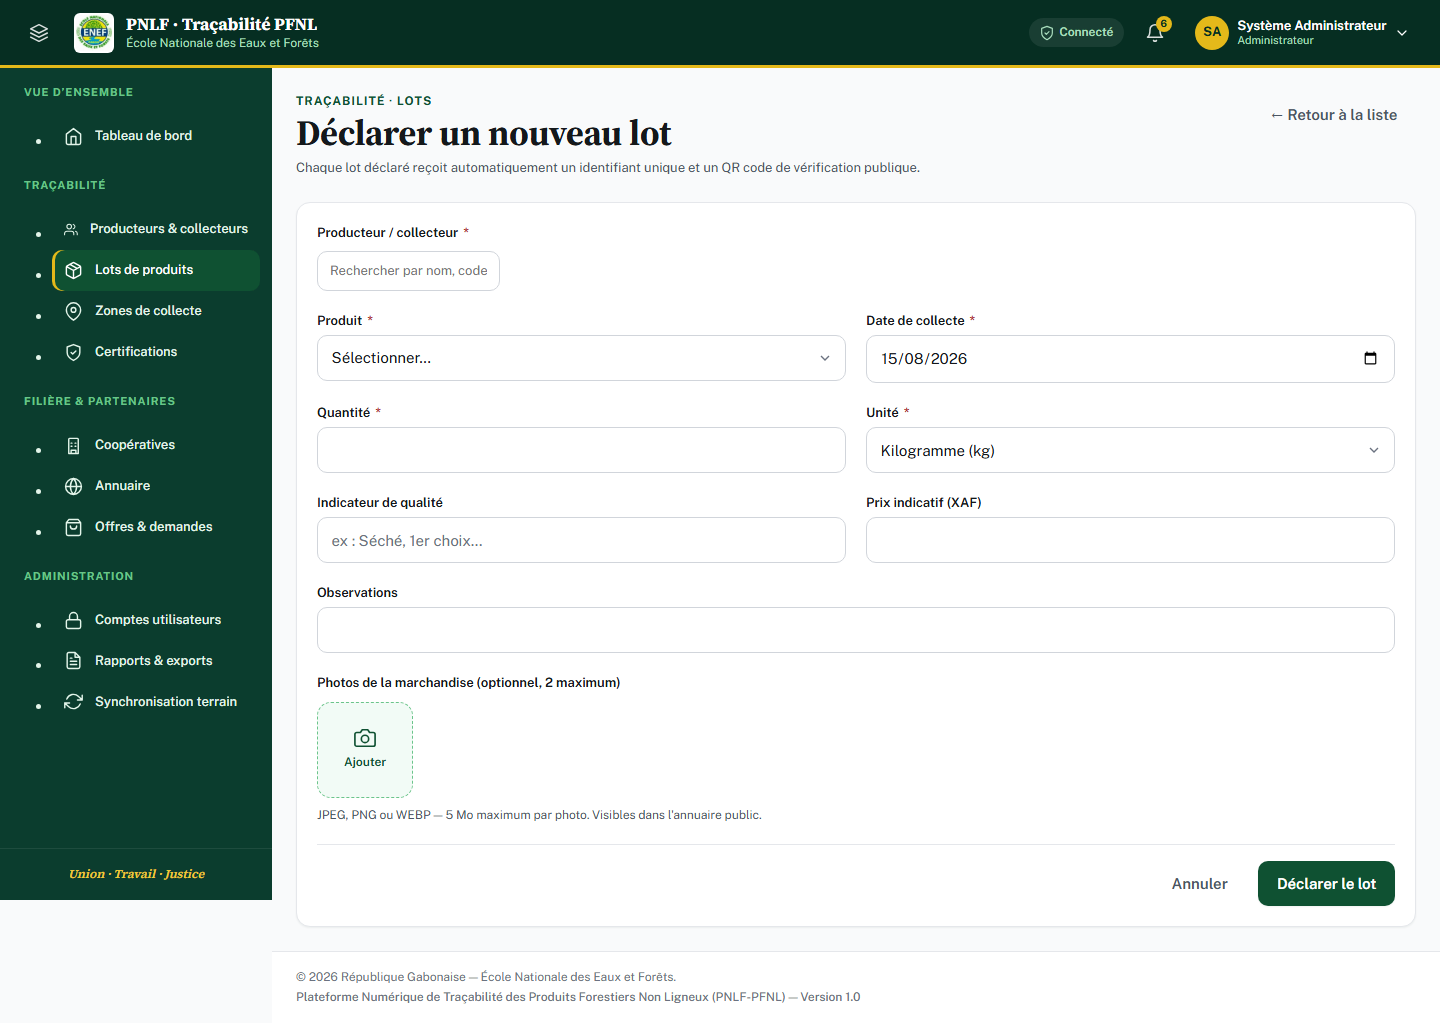 PNLF · Traçabilité PFNL
École Nationale des Eaux et Forêts
ENEF
Connecté
6
SA
Système Administrateur
Administrateur
VUE D'ENSEMBLE
Tableau de bord
TRAÇABILITÉ
Producteurs & collecteurs
Lots de produits
Zones de collecte
Certifications
FILIÈRE & PARTENAIRES
Coopératives
Annuaire
Offres & demandes
ADMINISTRATION
Comptes utilisateurs
Rapports & exports
Synchronisation terrain
Union · Travail · Justice
TRAÇABILITÉ · LOTS
Déclarer un nouveau lot
Chaque lot déclaré reçoit automatiquement un identifiant unique et un QR code de vérification publique.
← Retour à la liste
Producteur / collecteur *
Rechercher par nom, code
Produit *
Sélectionner...
Date de collecte *
15/08/2026
Quantité *
Unité *
Kilogramme (kg)
Indicateur de qualité
ex : Séché, 1er choix...
Prix indicatif (XAF)
Observations
Photos de la marchandise (optionnel, 2 maximum)
Ajouter
JPEG, PNG ou WEBP — 5 Mo maximum par photo. Visibles dans l'annuaire public.
Annuler
Déclarer le lot
© 2026 République Gabonaise — École Nationale des Eaux et Forêts.
Plateforme Numérique de Traçabilité des Produits Forestiers Non Ligneux (PNLF-PFNL) — Version 1.0